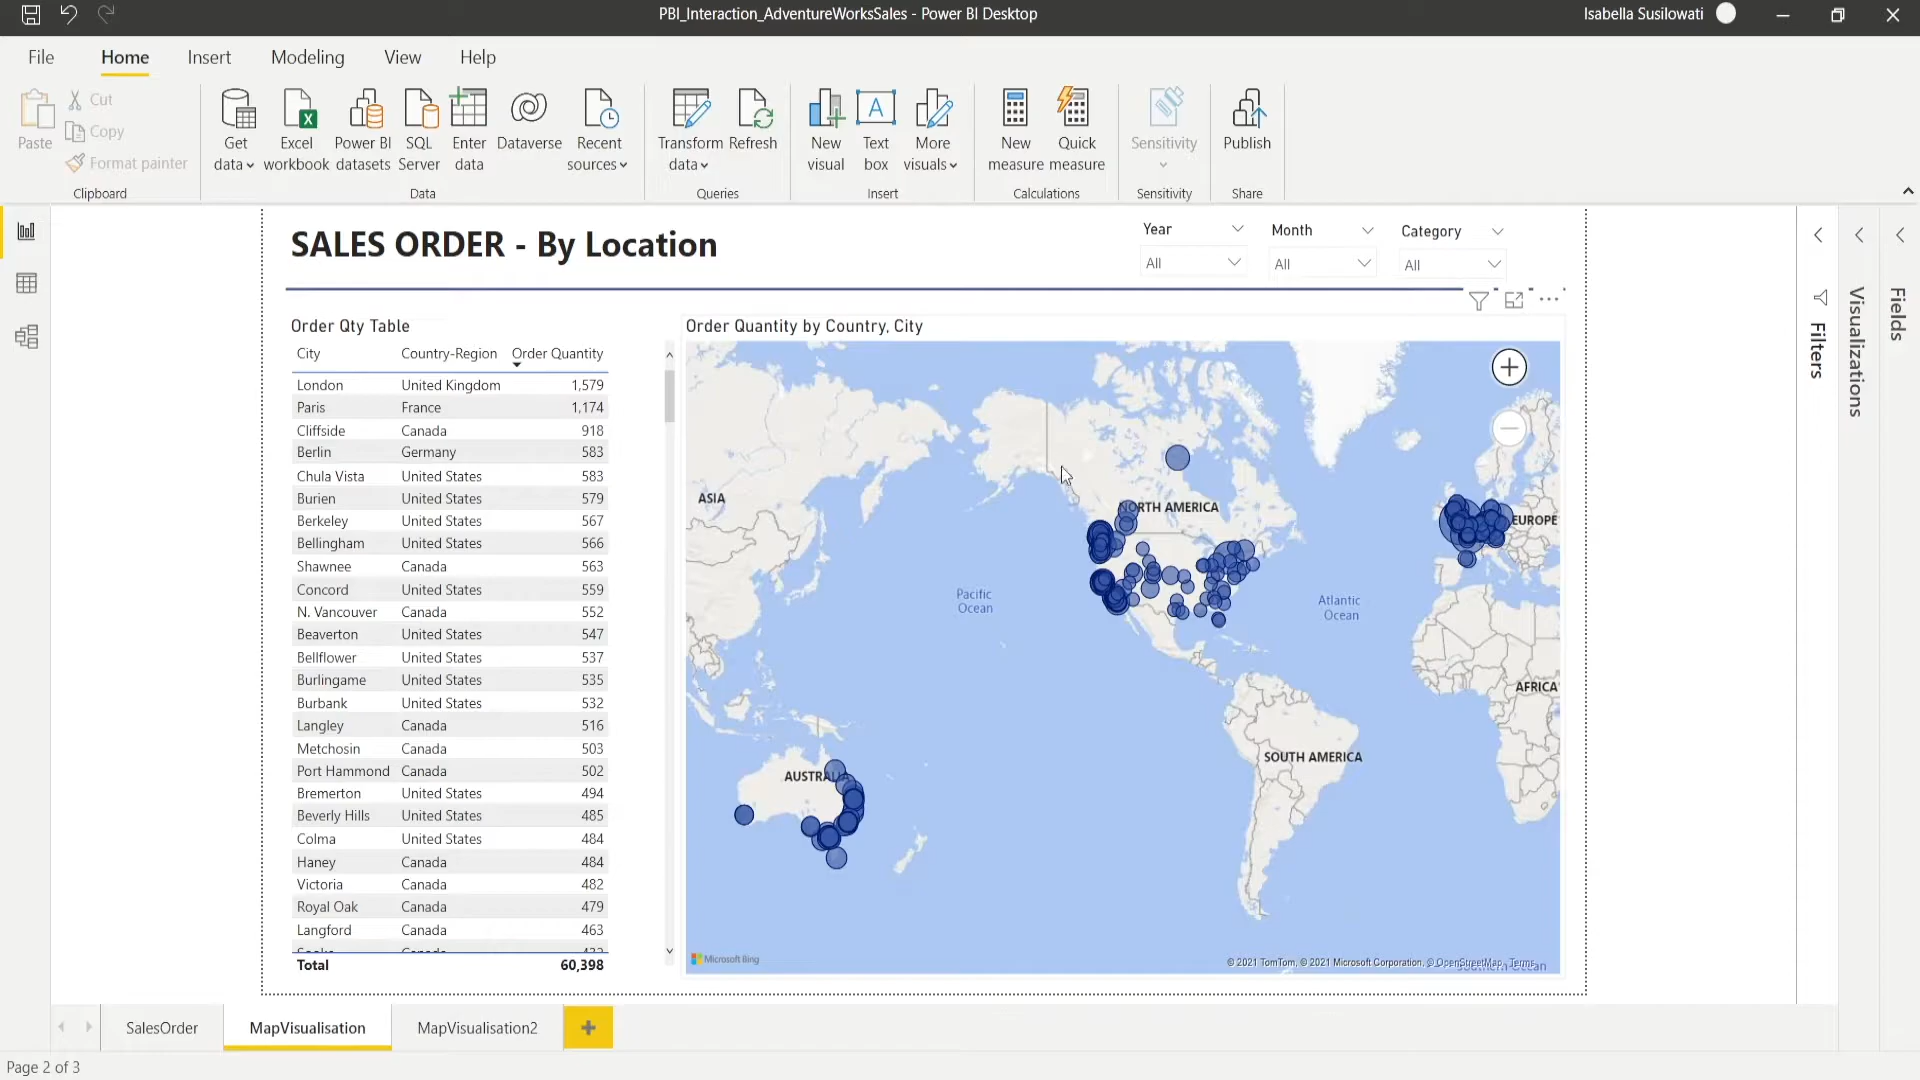 PBI_Interaction_AdventureWorksSales - Power BI Desktop
Isabella Susilowati
File Home Insert Modeling View Help
Paste
Cut
Copy
Format painter
Clipboard
Get data
Excel workbook
Power BI datasets
SQL Server
Enter data
Dataverse
Recent sources
Data
Transform data
Refresh
Queries
New visual
Text box
More visuals
Insert
New measure
Quick measure
Calculations
Sensitivity
Sensitivity
Publish
Share
SALES ORDER - By Location
Year
All
Month
All
Category
All
Order Qty Table
City Country-Region Order Quantity
London United Kingdom 1,579
Paris France 1,174
Cliffside Canada 918
Berlin Germany 583
Chula Vista United States 583
Burien United States 579
Berkeley United States 567
Bellingham United States 566
Shawnee Canada 563
Concord United States 559
N. Vancouver Canada 552
Beaverton United States 547
Bellflower United States 537
Burlingame United States 535
Burbank United States 532
Langley Canada 516
Metchosin Canada 503
Port Hammond Canada 502
Bremerton United States 494
Beverly Hills United States 485
Colma United States 484
Haney Canada 484
Victoria Canada 482
Royal Oak Canada 479
Langford Canada 463
Total 60,398
Order Quantity by Country, City
ASIA
NORTH AMERICA
EUROPE
Pacific
Ocean
Atlantic
Ocean
AFRICA
SOUTH AMERICA
AUSTRALIA
Microsoft Bing
© 2021 TomTom, © 2021 Microsoft Corporation, © OpenStreetMap, Terms
Southern Ocean
Filters
Visualizations
Fields
SalesOrder MapVisualisation MapVisualisation2
Page 2 of 3